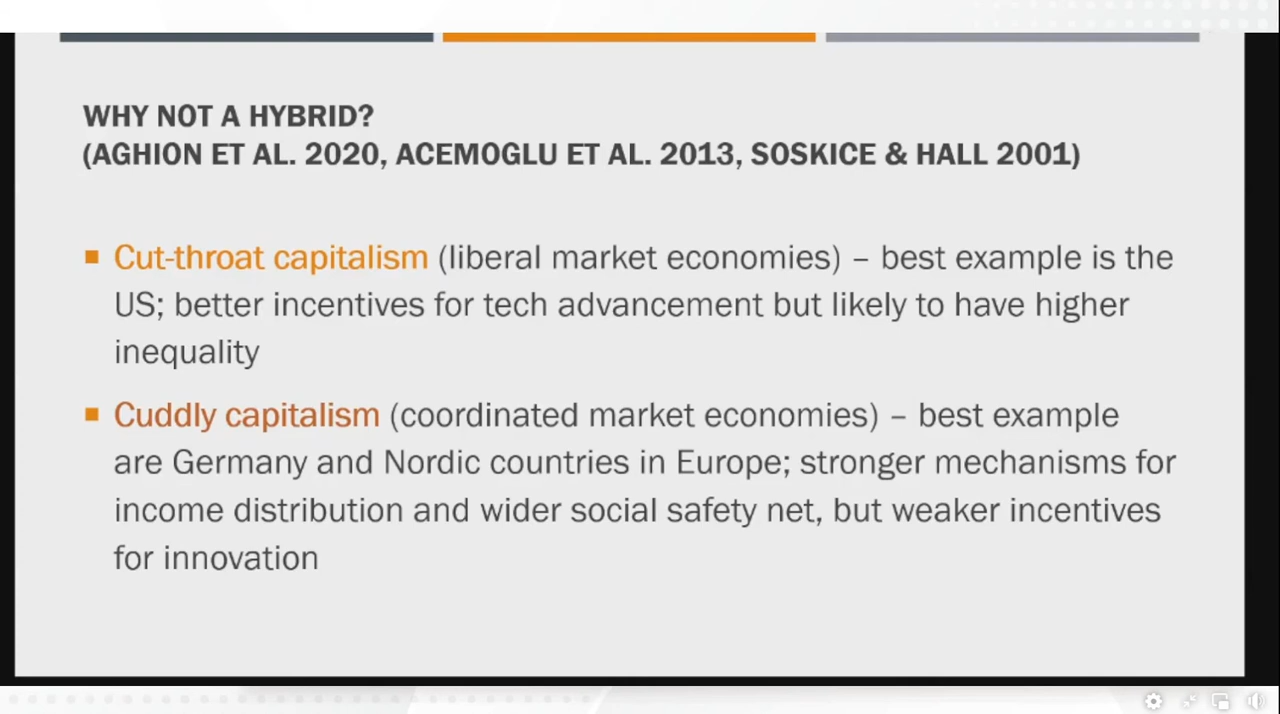 WHY NOT A HYBRID?
(AGHION ET AL. 2020, ACEMOGLU ET AL. 2013, SOSKICE & HALL 2001)
■ Cut-throat capitalism (liberal market economies) – best example is the
US; better incentives for tech advancement but likely to have higher
inequality
■ Cuddly capitalism (coordinated market economies) – best example
are Germany and Nordic countries in Europe; stronger mechanisms for
income distribution and wider social safety net, but weaker incentives
for innovation